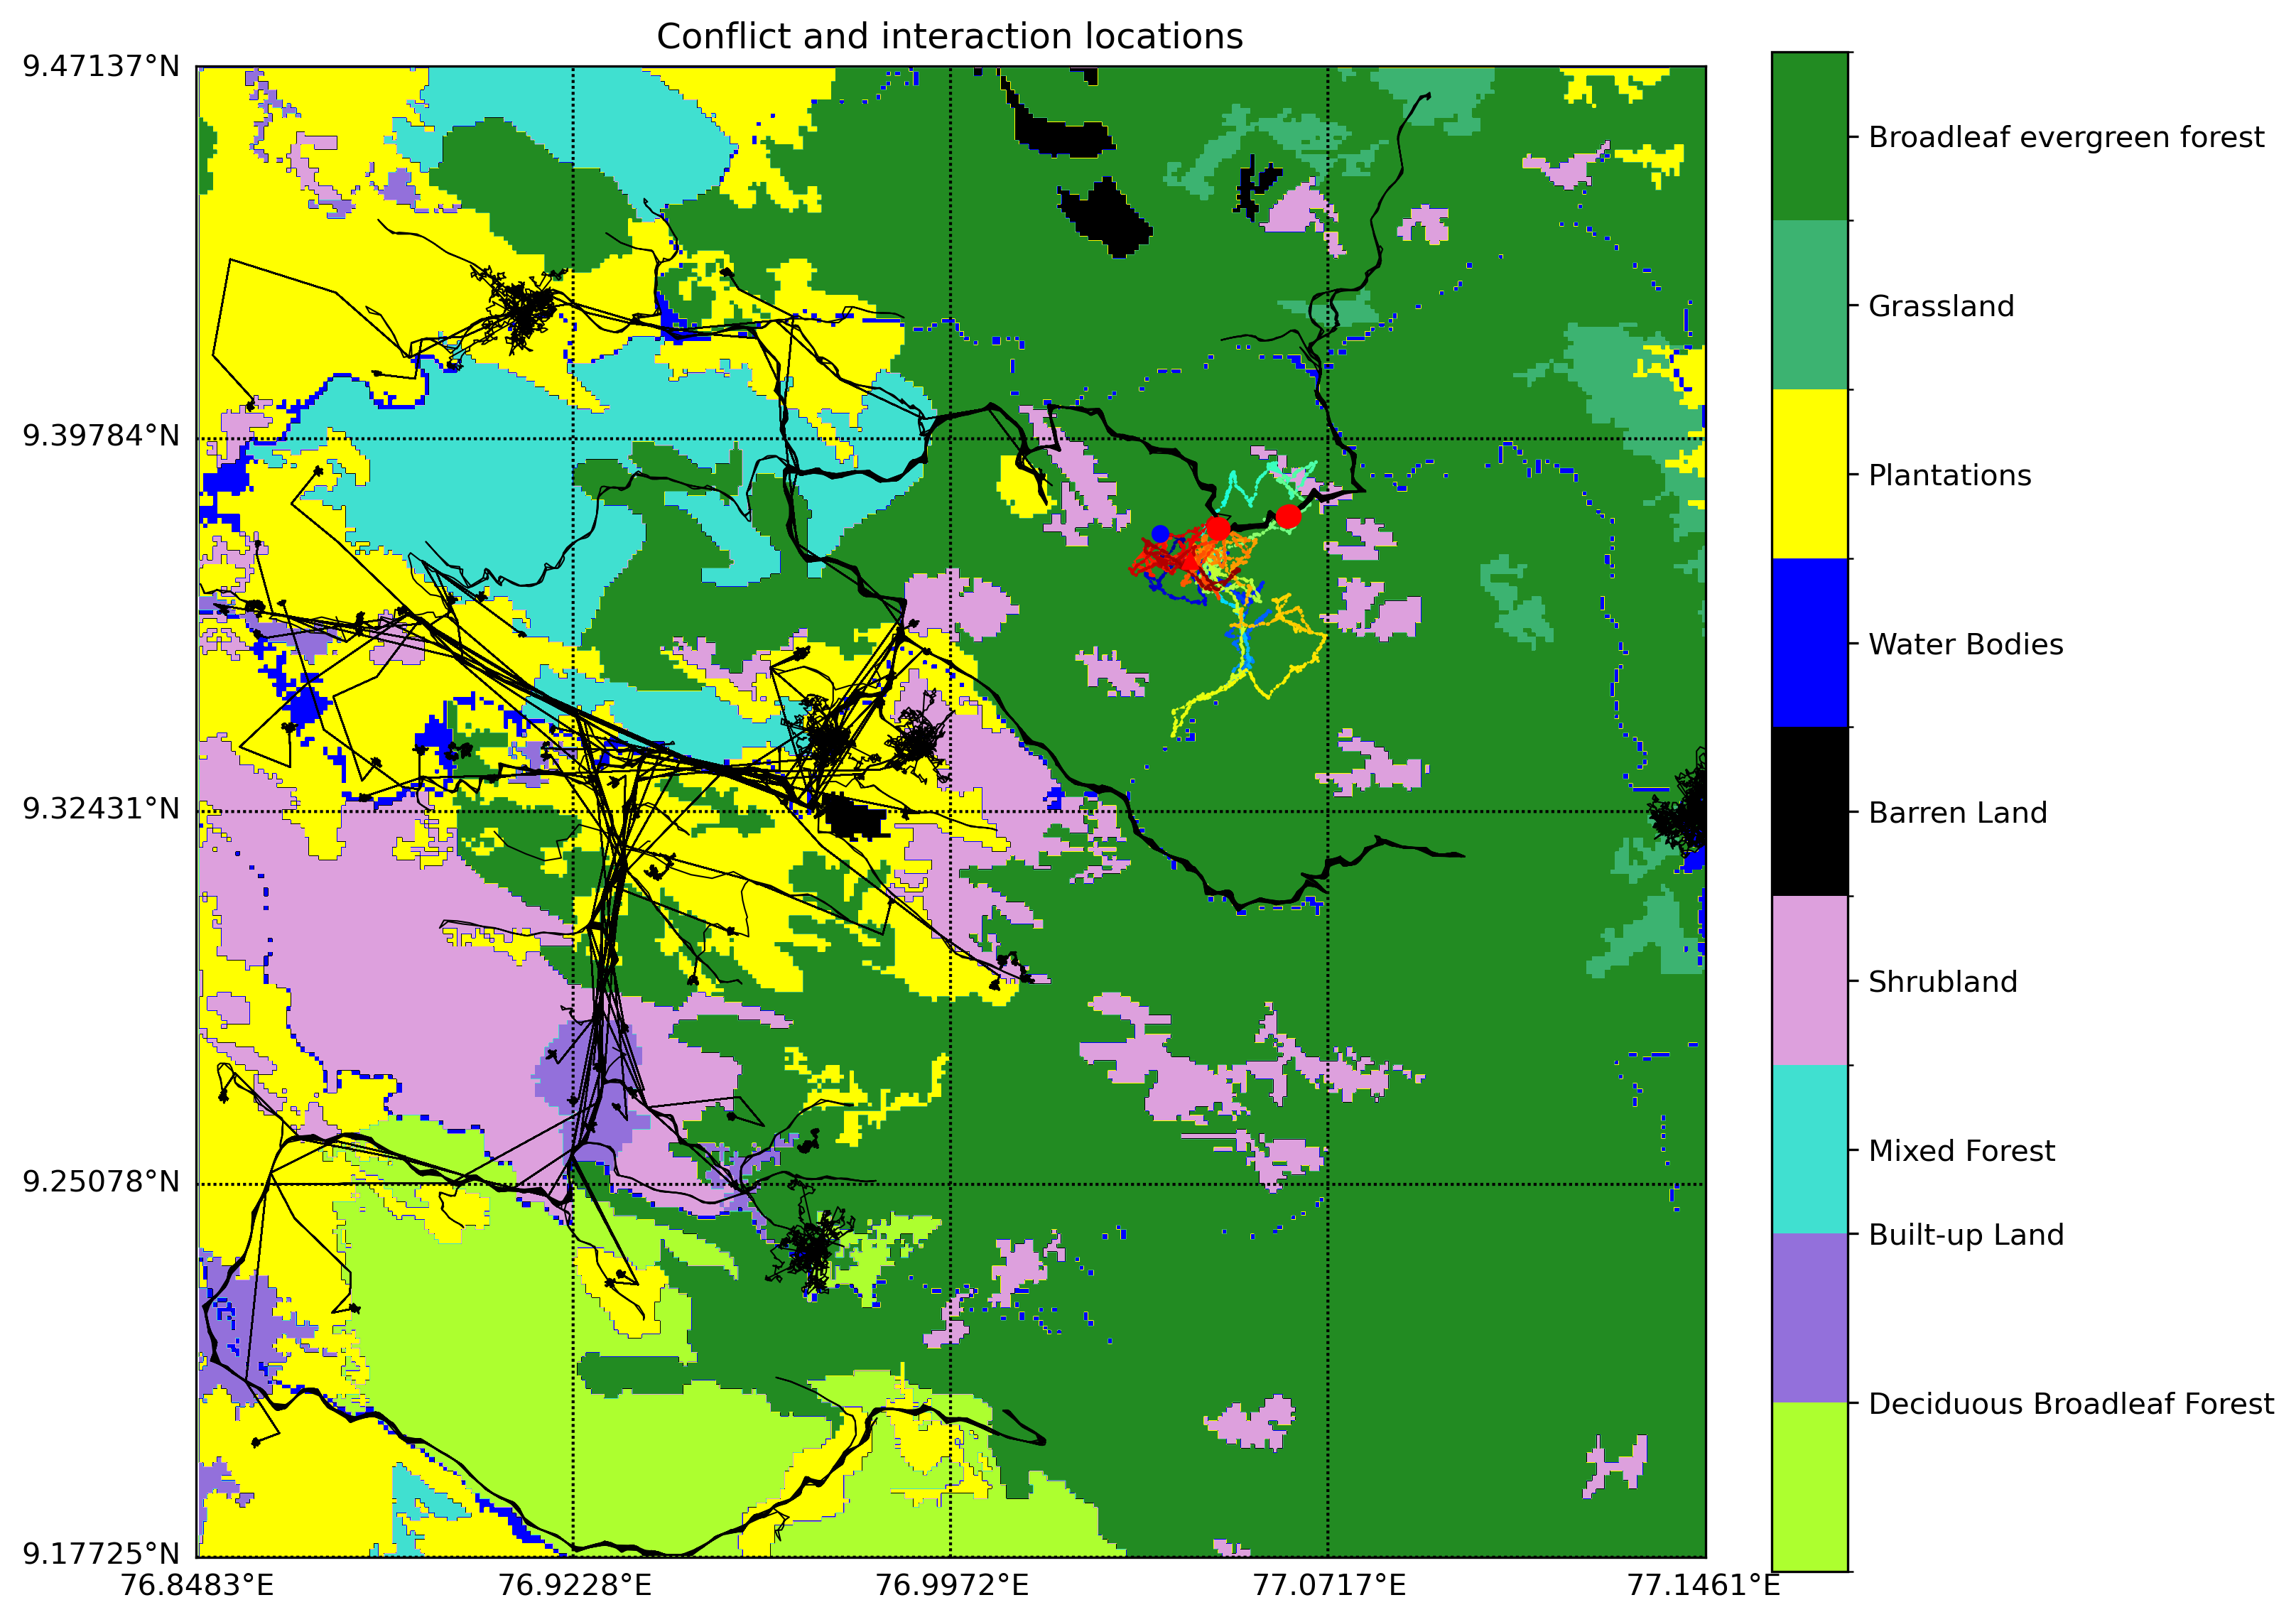 Conflict and interaction locations
9.47137°N
9.39784°N
9.32431°N
9.25078°N
9.17725°N
76.8483°E
76.9228°E
76.9972°E
77.0717°E
77.1461°E
Broadleaf evergreen forest
Grassland
Plantations
Water Bodies
Barren Land
Shrubland
Mixed Forest
Built-up Land
Deciduous Broadleaf Forest